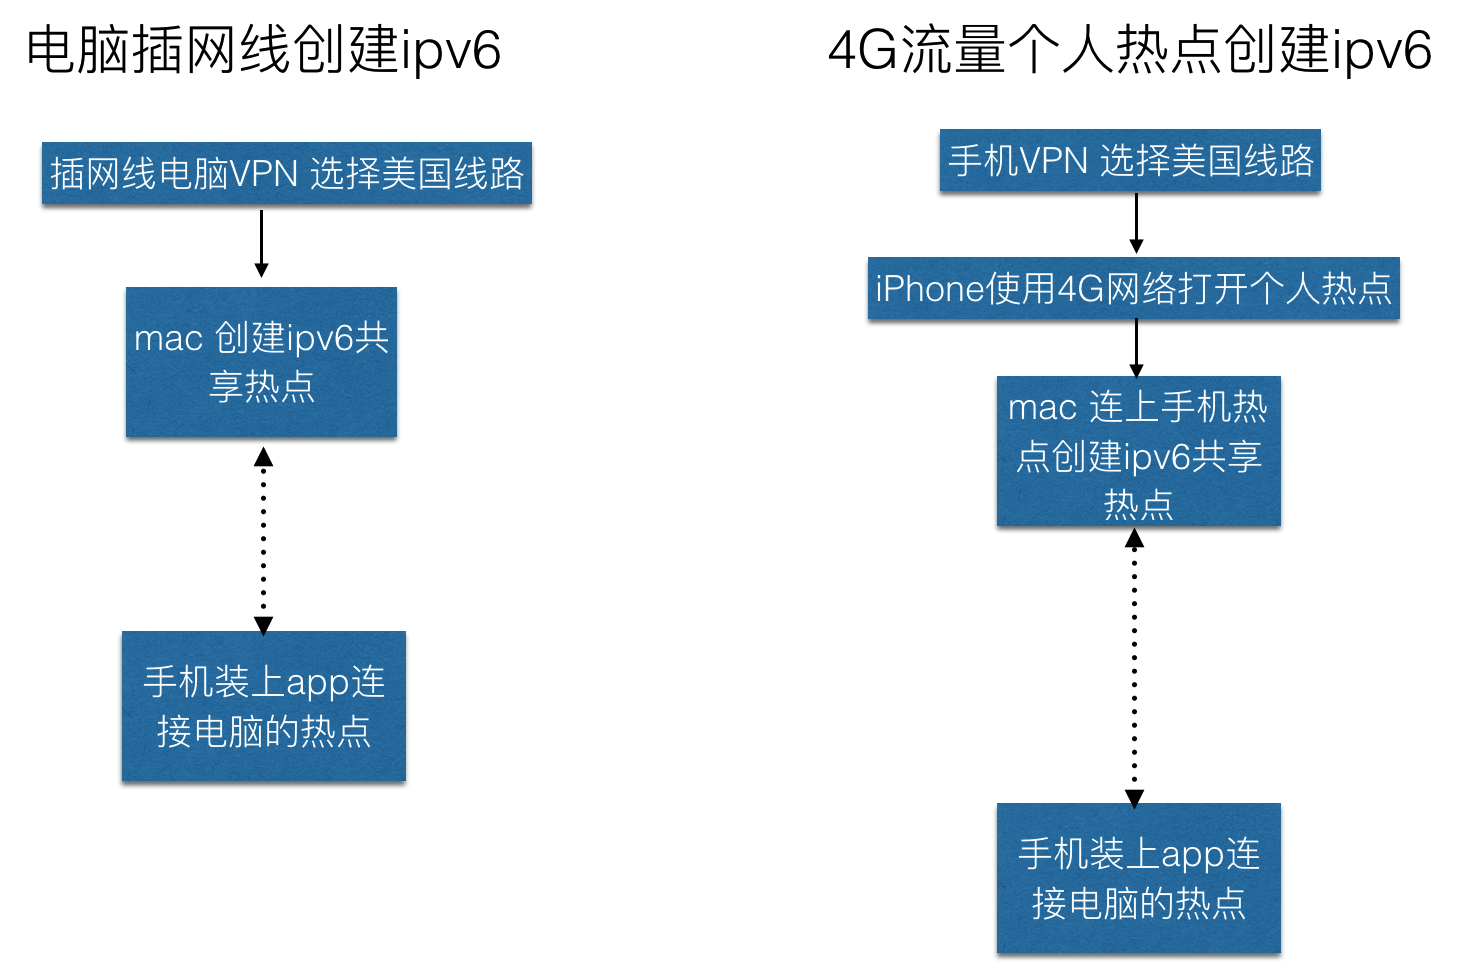 电脑插网线创建ipv6
插网线电脑VPN 选择美国线路
mac 创建ipv6共
享热点
手机装上app连
接电脑的热点
4G流量个人热点创建ipv6
手机VPN 选择美国线路
iPhone使用4G网络打开个人热点
mac 连上手机热
点创建ipv6共享
热点
手机装上app连
接电脑的热点